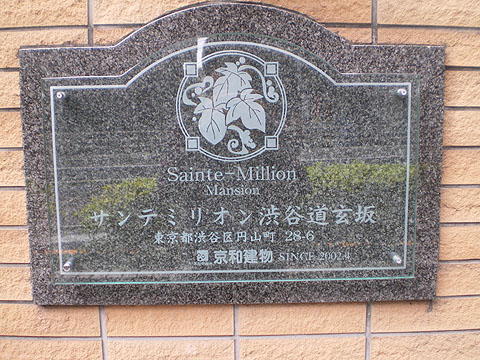 Sainte-Million
Mansion
サンテミリオン渋谷道玄坂
東京都渋谷区円山町 28-6
京和建物 SINCE 2002.4